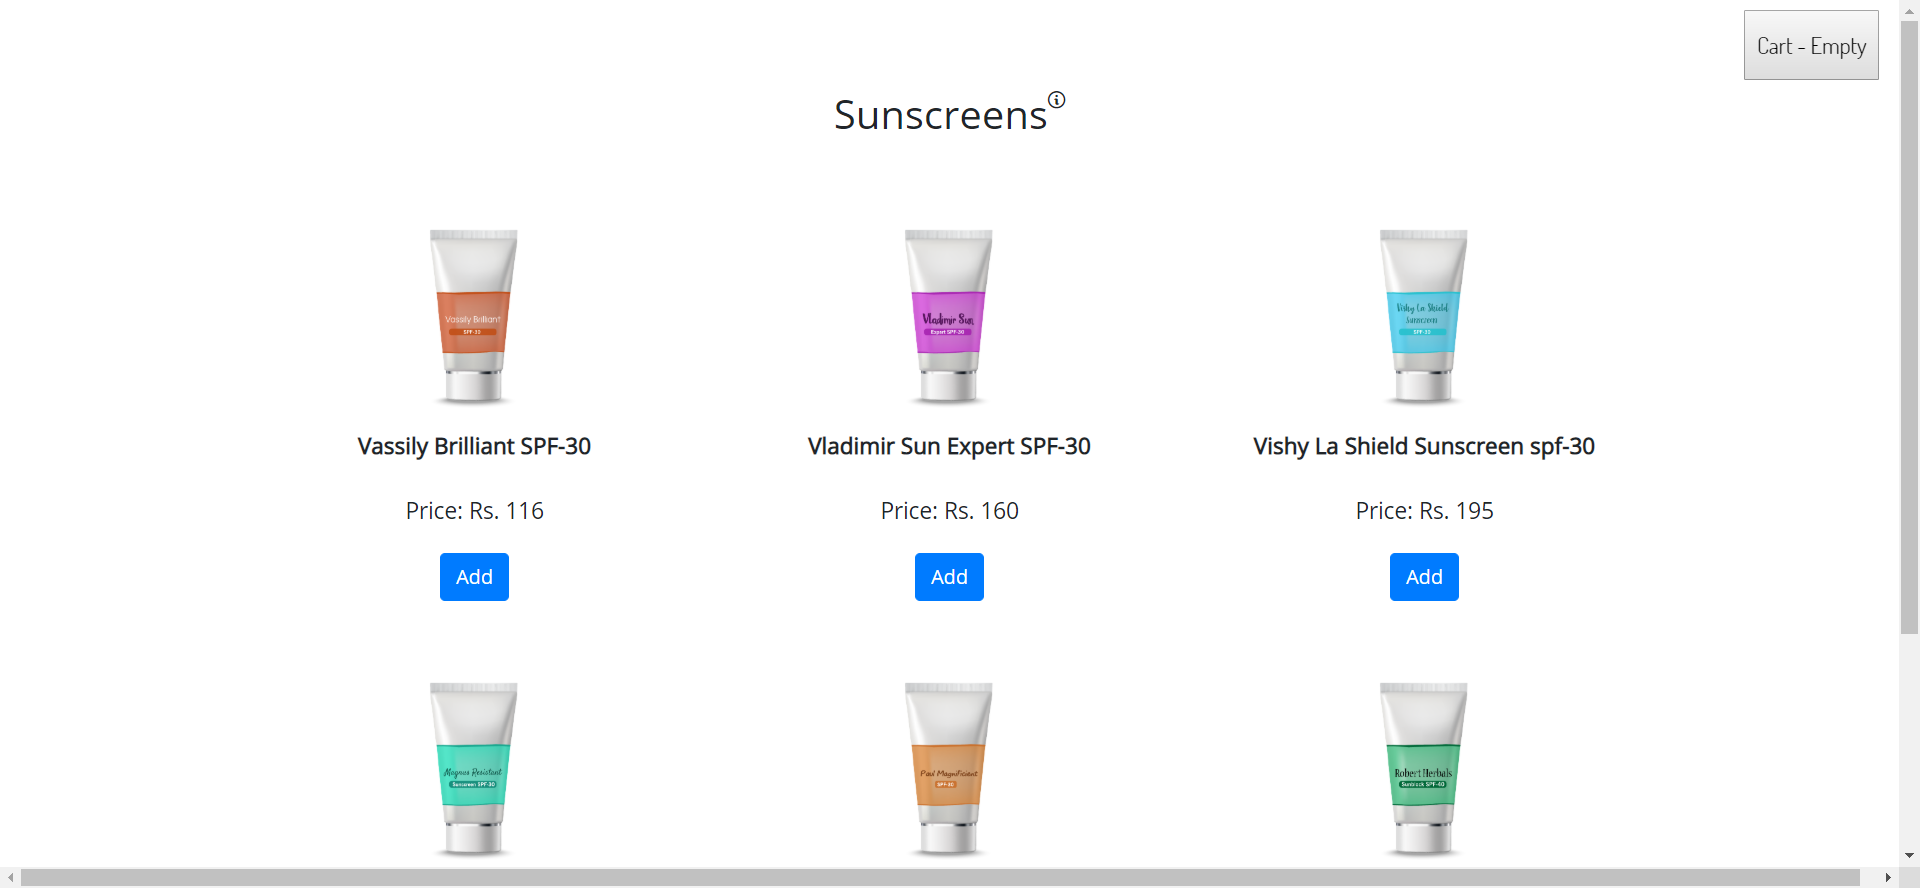 Cart - Empty
Sunscreens
Vassily Brilliant
SPF-30
Vladimir Sun
Expert SPF-30
Vishy La Shield
Sunscreen
SPF-30
Vassily Brilliant SPF-30
Vladimir Sun Expert SPF-30
Vishy La Shield Sunscreen spf-30
Price: Rs. 116
Price: Rs. 160
Price: Rs. 195
Add
Add
Add
Magnus Resistant
Sunscreen SPF-30
Paul Magnificient
SPF-30
Robert Herbals
Sunblock SPF-40